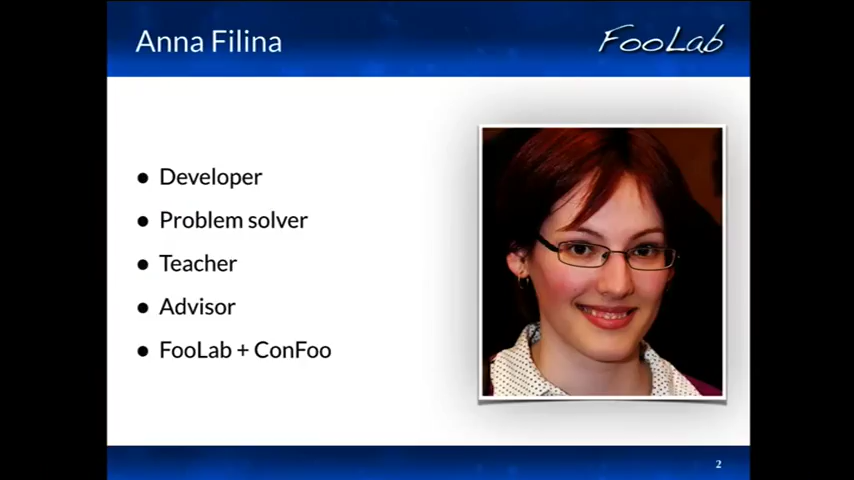 Anna Filina
FooLab
Developer
Problem solver
Teacher
Advisor
FooLab + ConFoo
2